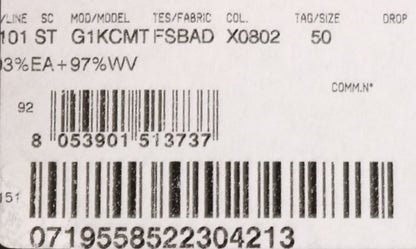 /LINE SC MOD/MODEL TES/FABRIC COL. TAG/SIZE DROP
101 ST G1KCMT FSBAD X0802 50
3%EA+97%WV
COMM.N°
92
8 053901 513737
151
0719558522304213